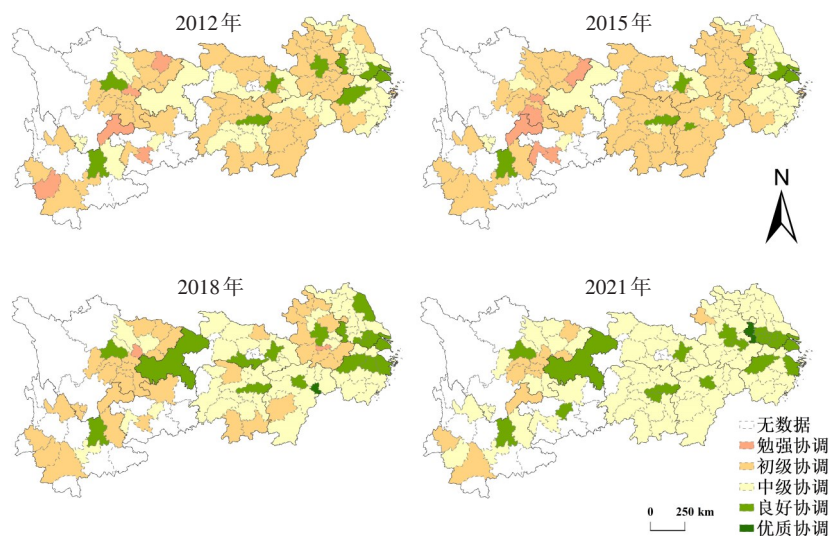 2012年
2015年
N
2018年
2021年
无数据
勉强协调
初级协调
中级协调
良好协调
优质协调
0 250 km